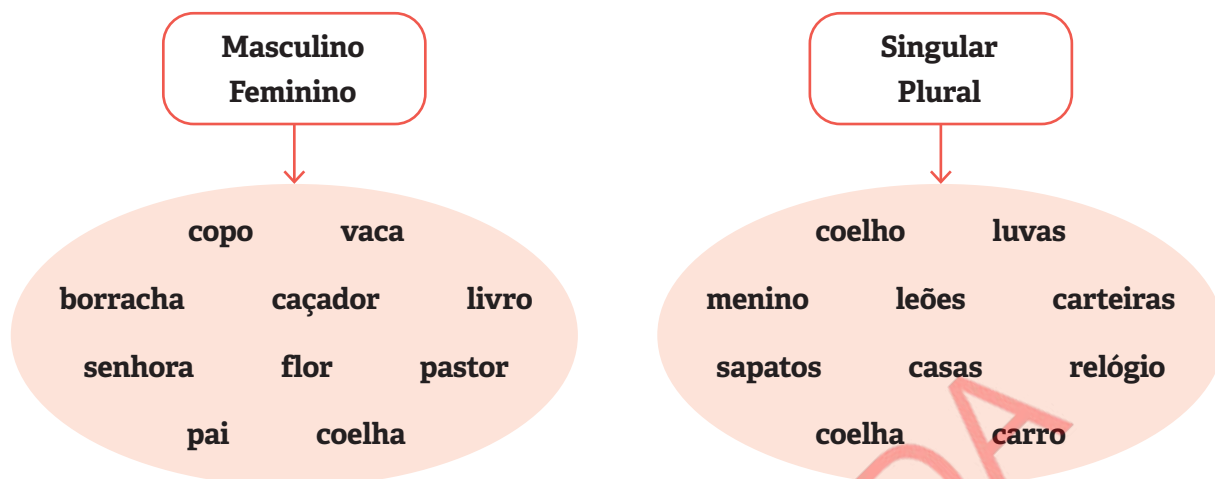 Masculino
Feminino
copo vaca
borracha caçador livro
senhora flor pastor
pai coelha
Singular
Plural
coelho luvas
menino leões carteiras
sapatos casas relógio
coelha carro